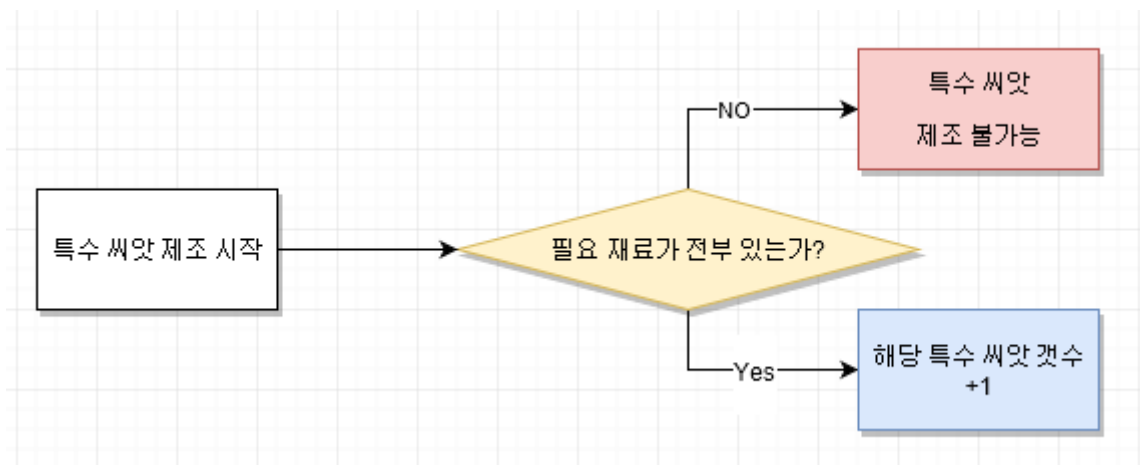 특수 씨앗 제조 시작
필요 재료가 전부 있는가?
NO
특수 씨앗
제조 불가능
Yes
해당 특수 씨앗 갯수
+1